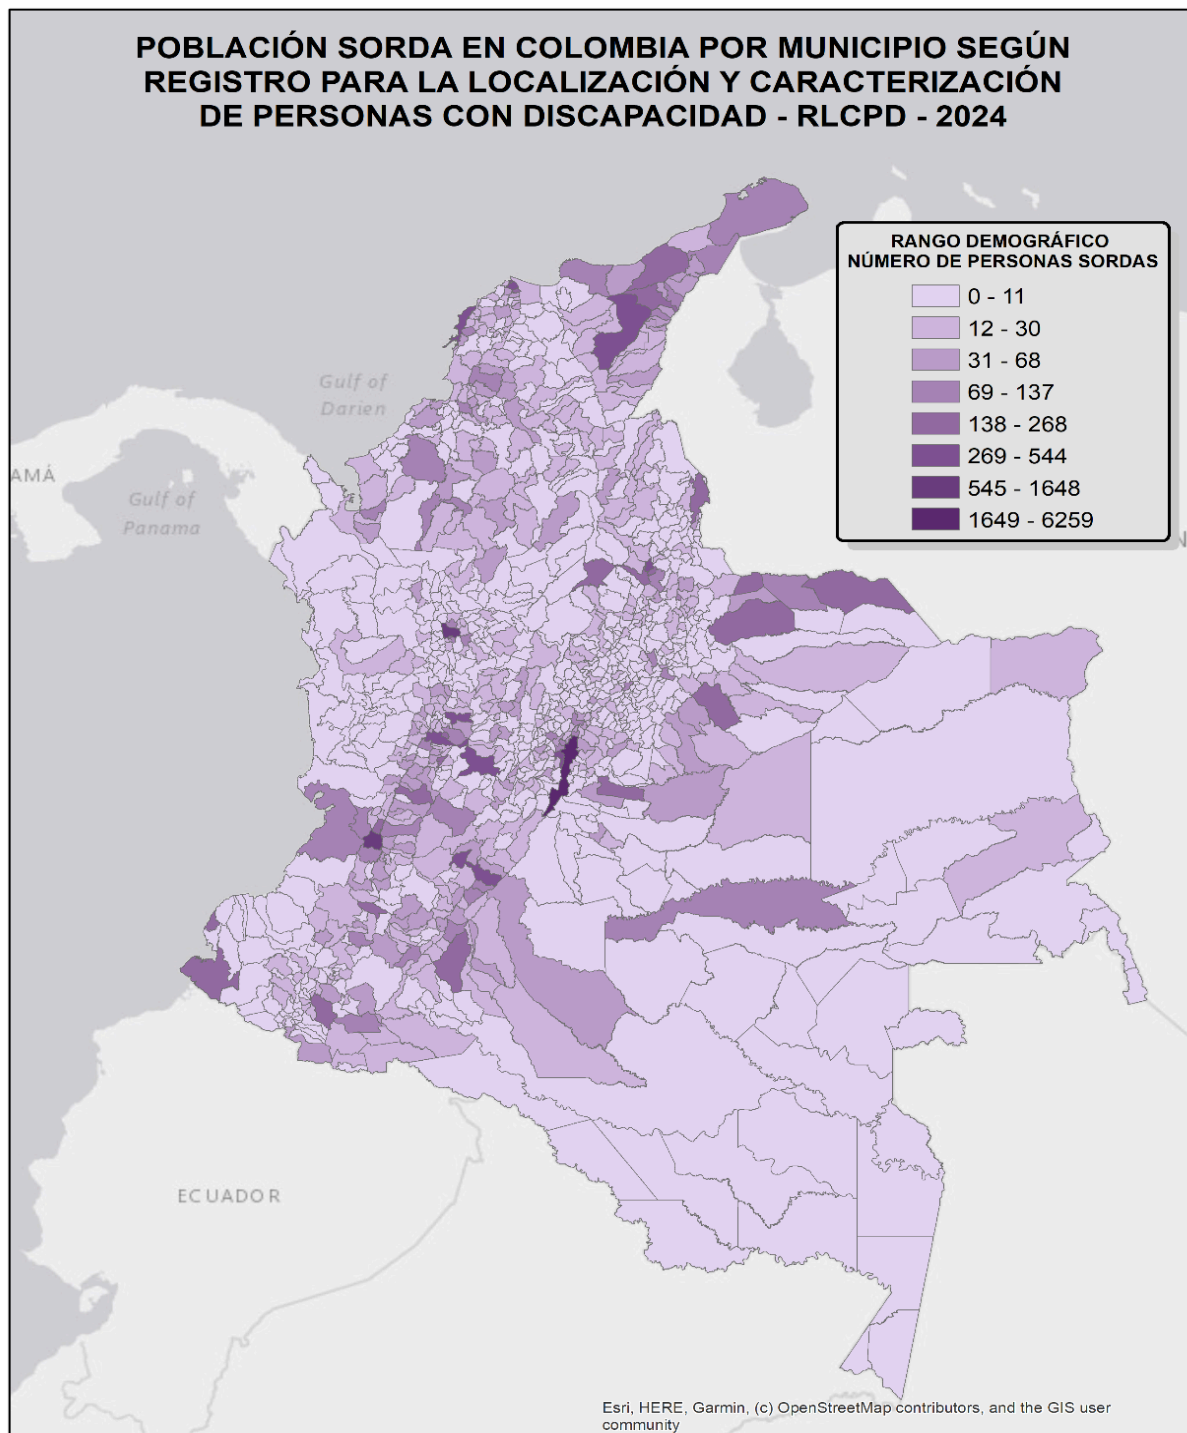 POBLACIÓN SORDA EN COLOMBIA POR MUNICIPIO SEGÚN
REGISTRO PARA LA LOCALIZACIÓN Y CARACTERIZACIÓN
DE PERSONAS CON DISCAPACIDAD - RLCPD - 2024
RANGO DEMOGRÁFICO
NÚMERO DE PERSONAS SORDAS
0 - 11
12 - 30
31 - 68
69 - 137
138 - 268
269 - 544
545 - 1648
1649 - 6259
Gulf of
Darien
AMÁ
Gulf of
Panama
N
ECUADOR
Esri, HERE, Garmin, (c) OpenStreetMap contributors, and the GIS user
community